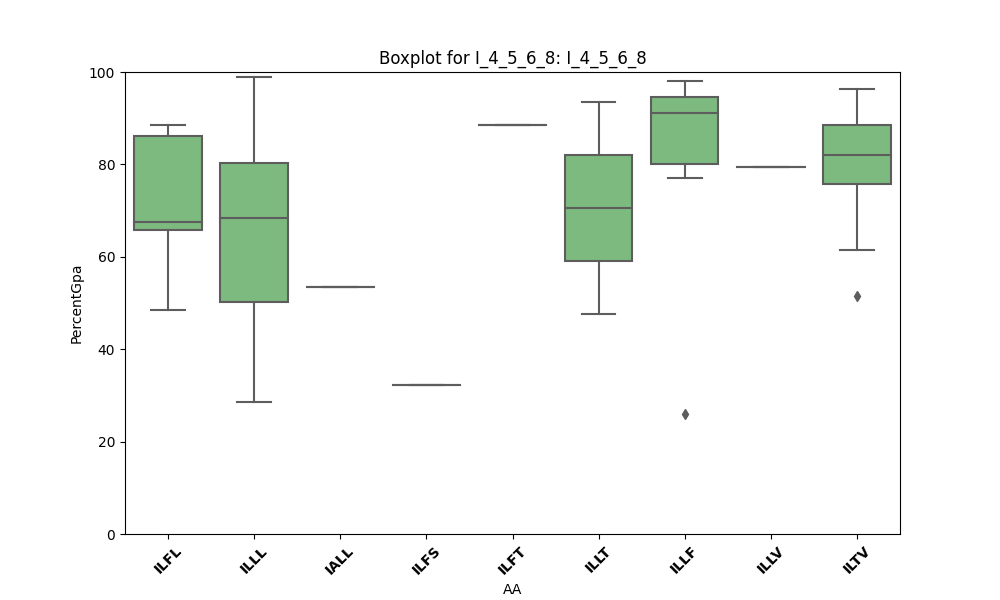 Boxplot for I_4_5_6_8: I_4_5_6_8
PercentGpa
100
80
60
40
20
0
ILFL
ILLL
IALL
ILFS
ILFT
ILLT
ILLF
ILLV
ILTV
AA